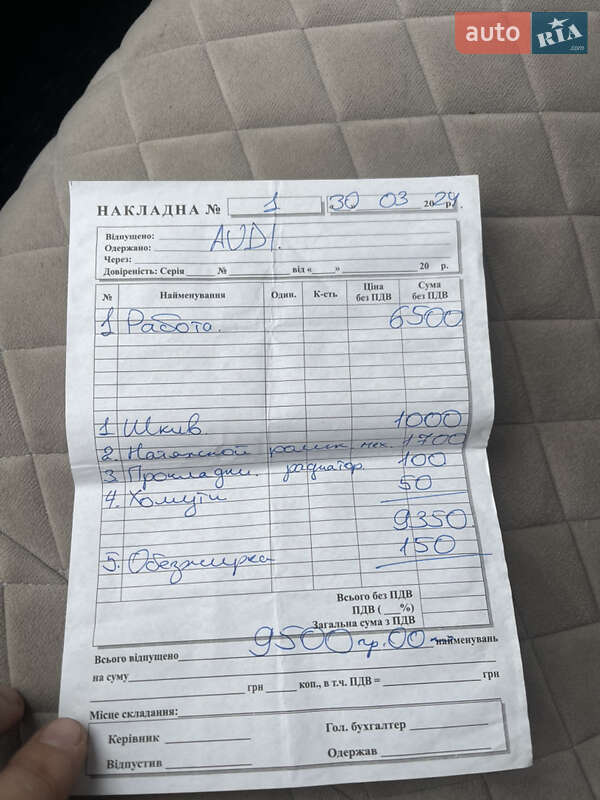 auto RIA .com
НАКЛАДНА № 1 «30» 03 2024 р.
Відпущено: AUDI.
Одержано:
Через:
Довіреність: Серія № від « » 20 р.
№ Найменування Один. К-сть Ціна без ПДВ Сума без ПДВ
1 Работа. 6500
1 Шкив. 1000
2. Натяжной ролик мех. 1700
3 Прокладки. радиатор. 100
4. Хомути 50
9350
5. Обезжирка 150
Всього без ПДВ
ПДВ ( %)
Загальна сума з ПДВ
Всього відпущено 9500 гр. 00 найменувань
на суму
грн коп., в т.ч. ПДВ = грн
Місце складання:
Керівник Гол. бухгалтер
Відпустив Одержав